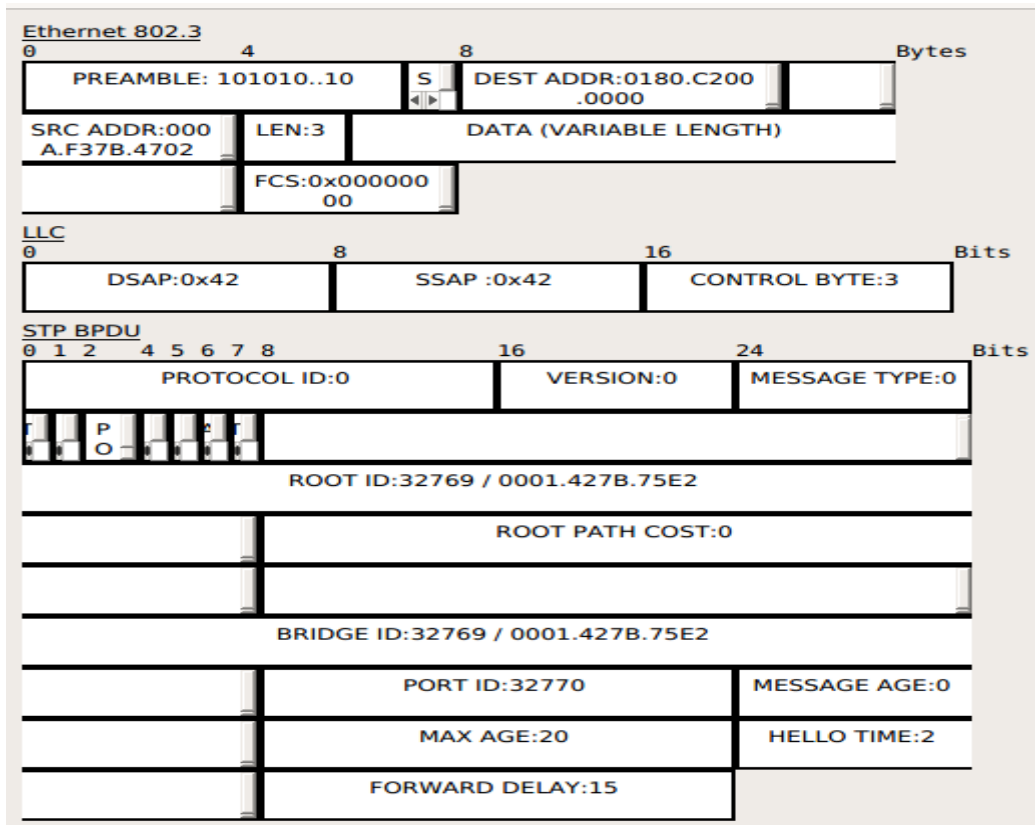 Ethernet 802.3
0 4 8 Bytes
PREAMBLE: 101010..10 S DEST ADDR:0180.C200
.0000
SRC ADDR:000 LEN:3 DATA (VARIABLE LENGTH)
A.F37B.4702
FCS:0x000000
00
LLC
0 8 16 Bits
DSAP:0x42 SSAP :0x42 CONTROL BYTE:3
STP BPDU
0 1 2 4 5 6 7 8 16 24 Bits
PROTOCOL ID:0 VERSION:0 MESSAGE TYPE:0
P
O
ROOT ID:32769 / 0001.427B.75E2
ROOT PATH COST:0
BRIDGE ID:32769 / 0001.427B.75E2
PORT ID:32770 MESSAGE AGE:0
MAX AGE:20 HELLO TIME:2
FORWARD DELAY:15